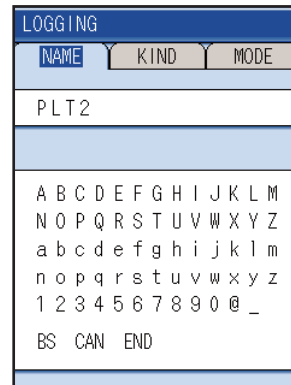 LOGGING
NAME KIND MODE
PLT2
A B C D E F G H I J K L M
N O P Q R S T U V W X Y Z
a b c d e f g h i j k l m
n o p q r s t u v w x y z
1 2 3 4 5 6 7 8 9 0 @ _
BS CAN END